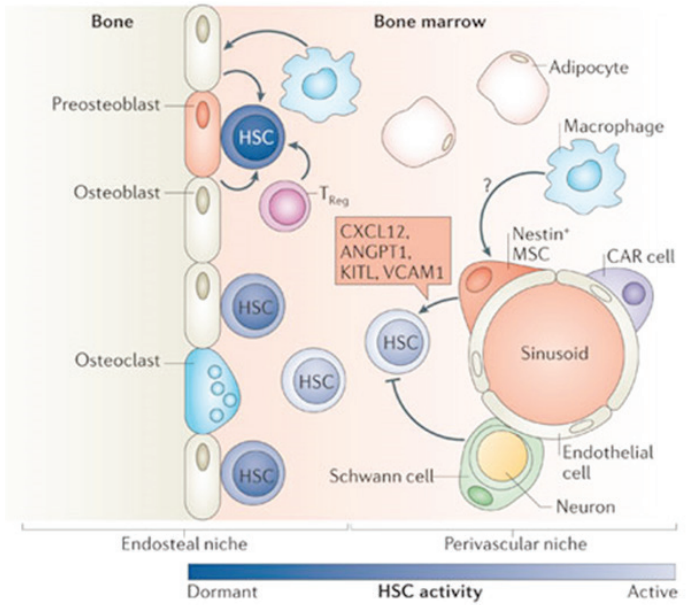 Bone
Bone marrow
Adipocyte
Preosteoblast
HSC
Macrophage
Osteoblast
T Reg
?
CXCL12,
ANGPT1,
KITL, VCAM1
Nestin⁺
MSC
CAR cell
HSC
HSC
Sinusoid
Osteoclast
HSC
HSC
Schwann cell
Endothelial
cell
Neuron
Endosteal niche
Perivascular niche
Dormant
HSC activity
Active